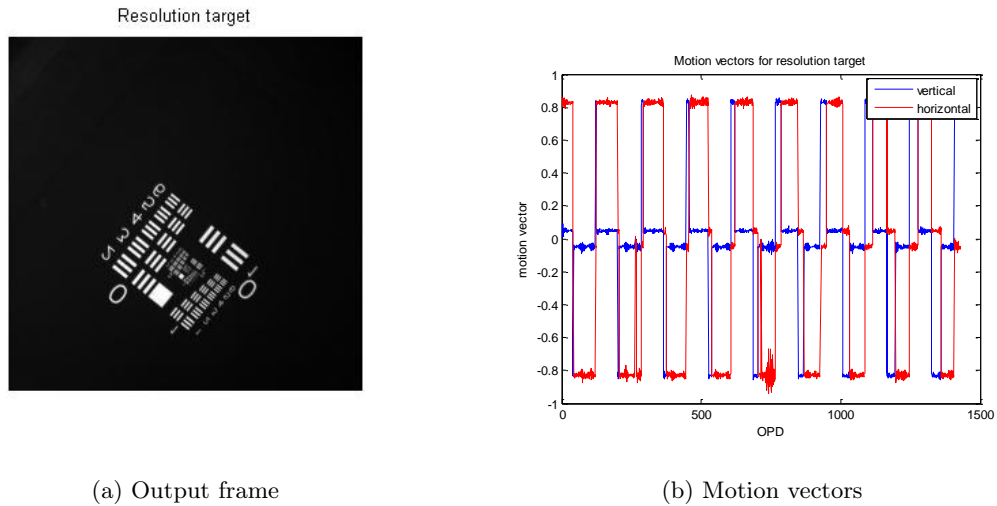 Resolution target
Motion vectors for resolution target
vertical
horizontal
1
0.8
0.6
0.4
0.2
0
-0.2
-0.4
-0.6
-0.8
-1
0 500 1000 1500
motion vector
OPD
(a) Output frame
(b) Motion vectors